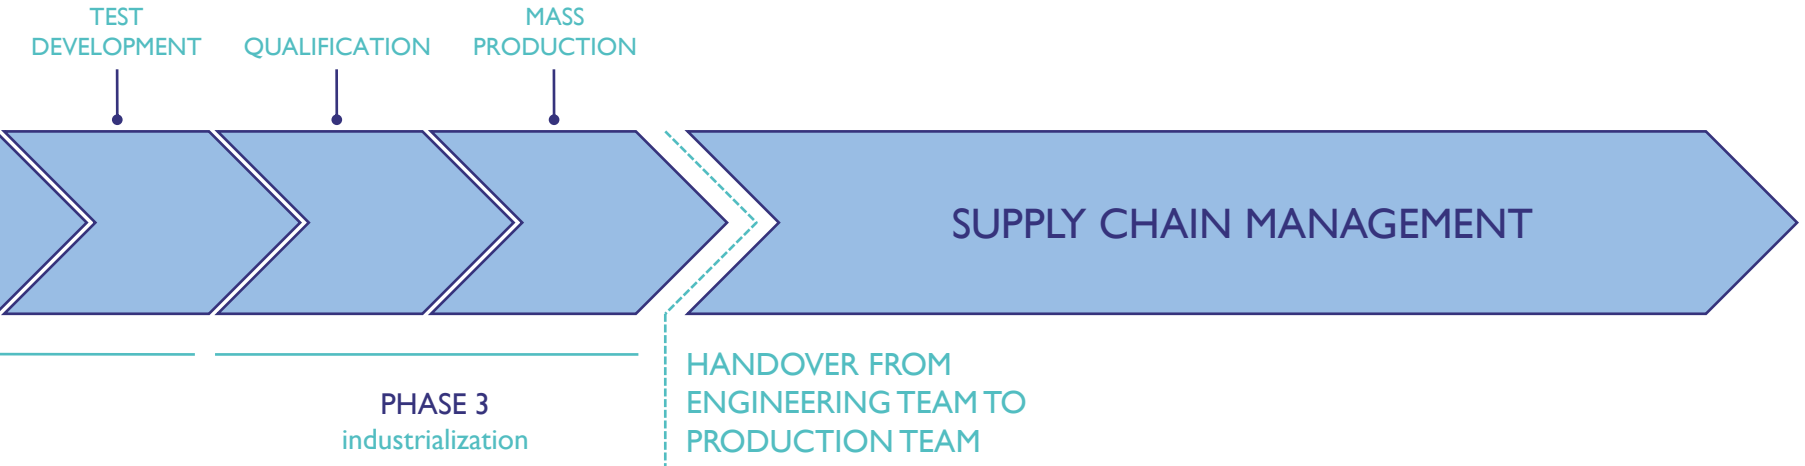 TEST
DEVELOPMENT
QUALIFICATION
MASS
PRODUCTION
SUPPLY CHAIN MANAGEMENT
PHASE 3
industrialization
HANDOVER FROM
ENGINEERING TEAM TO
PRODUCTION TEAM